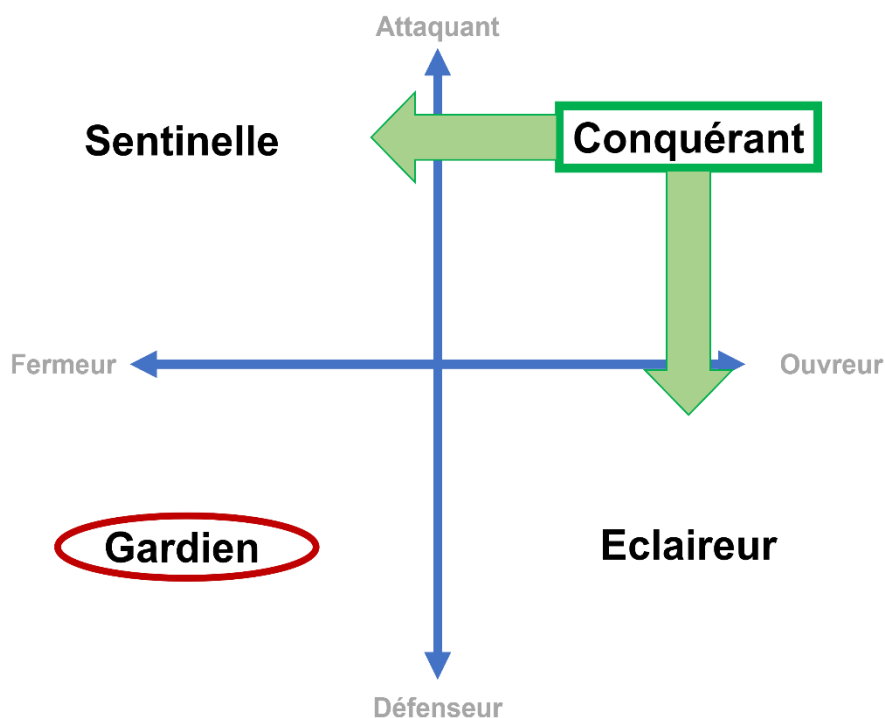 Attaquant
Sentinelle
Conquérant
Fermeur
Ouvreur
Gardien
Eclaireur
Défenseur